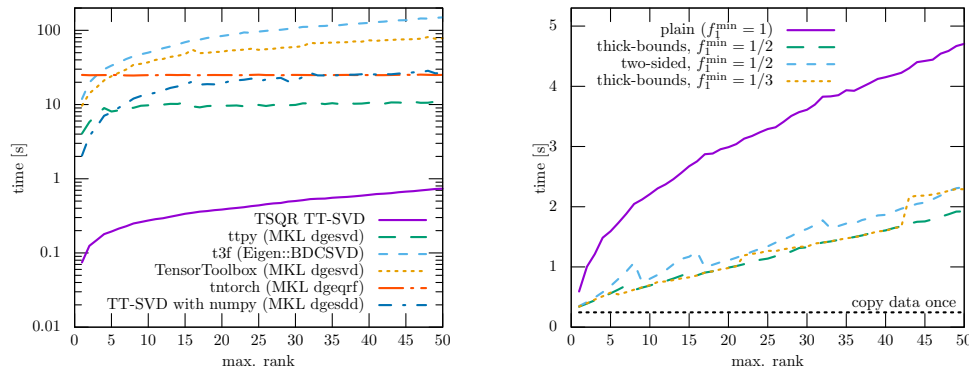 100
10
1
0.1
0.01
time [s]
0
5
10
15
20
25
30
35
40
45
50
max. rank
TSQR TT-SVD
ttpy (MKL dgesvd)
t3f (Eigen::BDCSVD)
TensorToolbox (MKL dgesvd)
tntorch (MKL dgeqrf)
TT-SVD with numpy (MKL dgesdd)
5
4
3
2
1
0
time [s]
0
5
10
15
20
25
30
35
40
45
50
max. rank
plain (f₁ᵐⁱⁿ = 1)
thick-bounds, f₁ᵐⁱⁿ = 1/2
two-sided, f₁ᵐⁱⁿ = 1/2
thick-bounds, f₁ᵐⁱⁿ = 1/3
copy data once